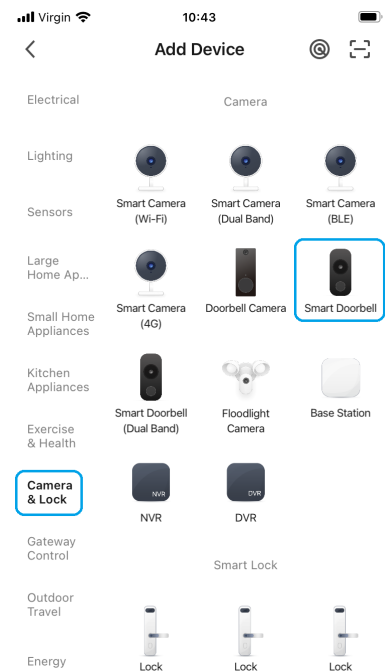 Virgin
10:43
Add Device
Electrical
Lighting
Sensors
Large
Home Ap...
Small Home
Appliances
Kitchen
Appliances
Exercise
& Health
Camera
& Lock
Gateway
Control
Outdoor
Travel
Energy
Camera
Smart Camera
(Wi-Fi)
Smart Camera
(Dual Band)
Smart Camera
(BLE)
Smart Camera
(4G)
Doorbell Camera
Smart Doorbell
Smart Doorbell
(Dual Band)
Floodlight
Camera
Base Station
NVR
NVR
DVR
DVR
Smart Lock
Lock
Lock
Lock